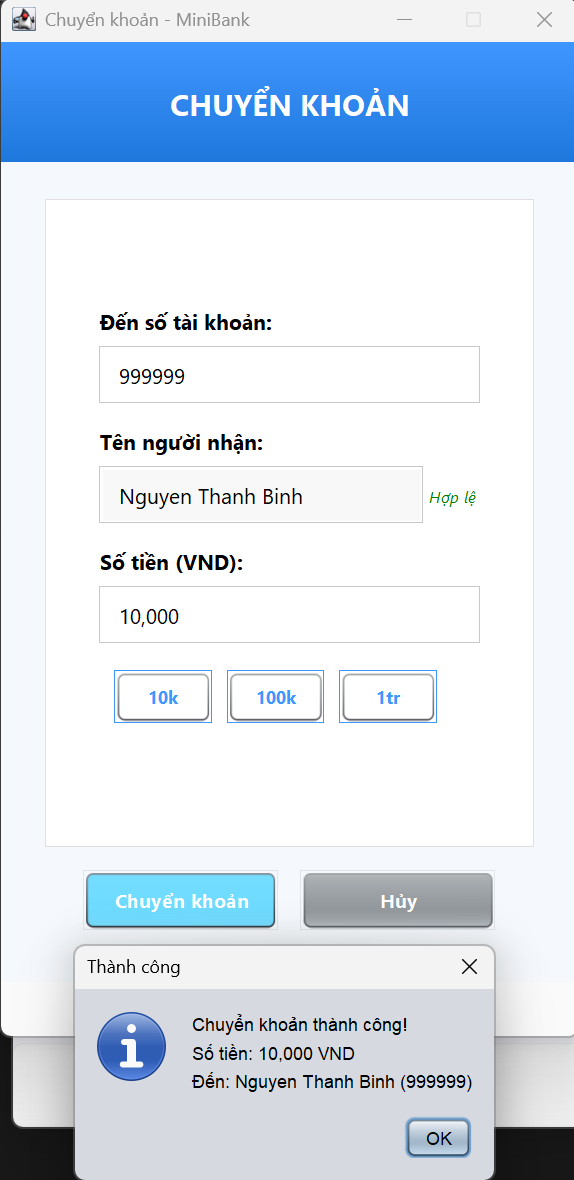 Chuyển khoản - MiniBank
CHUYỂN KHOẢN
Đến số tài khoản:
999999
Tên người nhận:
Nguyen Thanh Binh
Hợp lệ
Số tiền (VND):
10,000
10k
100k
1tr
Chuyển khoản
Hủy
Thành công
Chuyển khoản thành công!
Số tiền: 10,000 VND
Đến: Nguyen Thanh Binh (999999)
OK